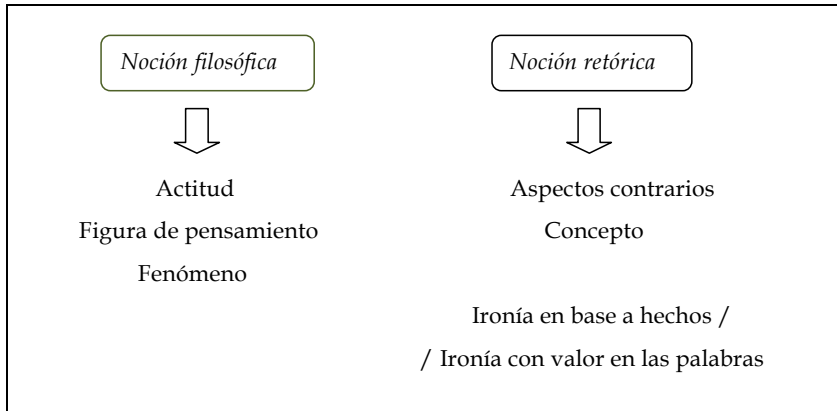 Noción filosófica
Actitud
Figura de pensamiento
Fenómeno
Noción retórica
Aspectos contrarios
Concepto
Ironía en base a hechos /
/ Ironía con valor en las palabras